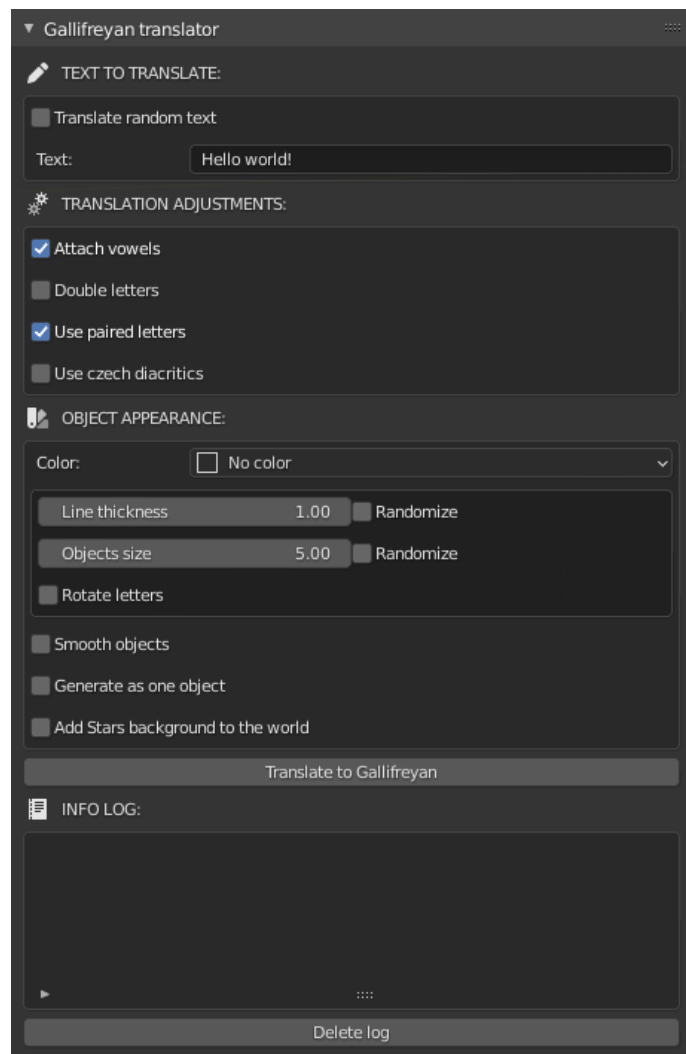 Gallifreyan translator
TEXT TO TRANSLATE:
Translate random text
Text: Hello world!
TRANSLATION ADJUSTMENTS:
Attach vowels
Double letters
Use paired letters
Use czech diacritics
OBJECT APPEARANCE:
Color: No color
Line thickness 1.00 Randomize
Objects size 5.00 Randomize
Rotate letters
Smooth objects
Generate as one object
Add Stars background to the world
Translate to Gallifreyan
INFO LOG:
Delete log